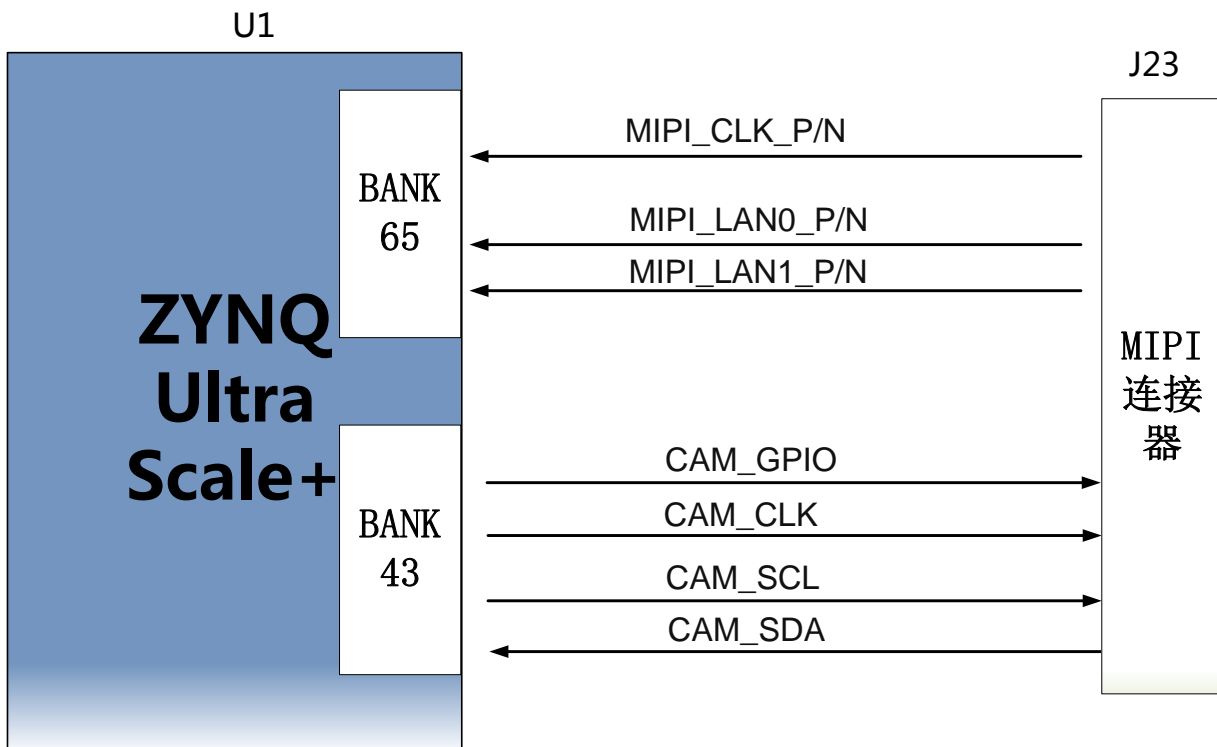 U1
J23
MIPI_CLK_P/N
BANK
65
MIPI_LAN0_P/N
MIPI_LAN1_P/N
ZYNQ
Ultra
Scale+
MIPI
连接
器
BANK
43
CAM_GPIO
CAM_CLK
CAM_SCL
CAM_SDA